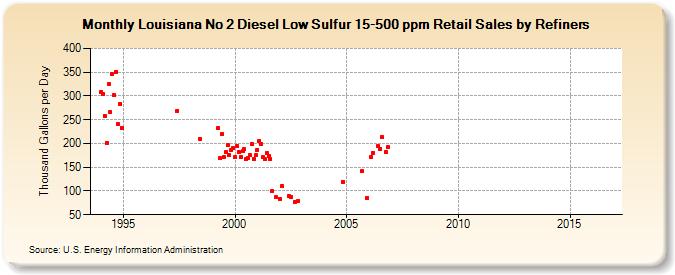 Monthly Louisiana No 2 Diesel Low Sulfur 15-500 ppm Retail Sales by Refiners
Thousand Gallons per Day
400
350
300
250
200
150
100
50
1995 2000 2005 2010 2015
Source: U.S. Energy Information Administration